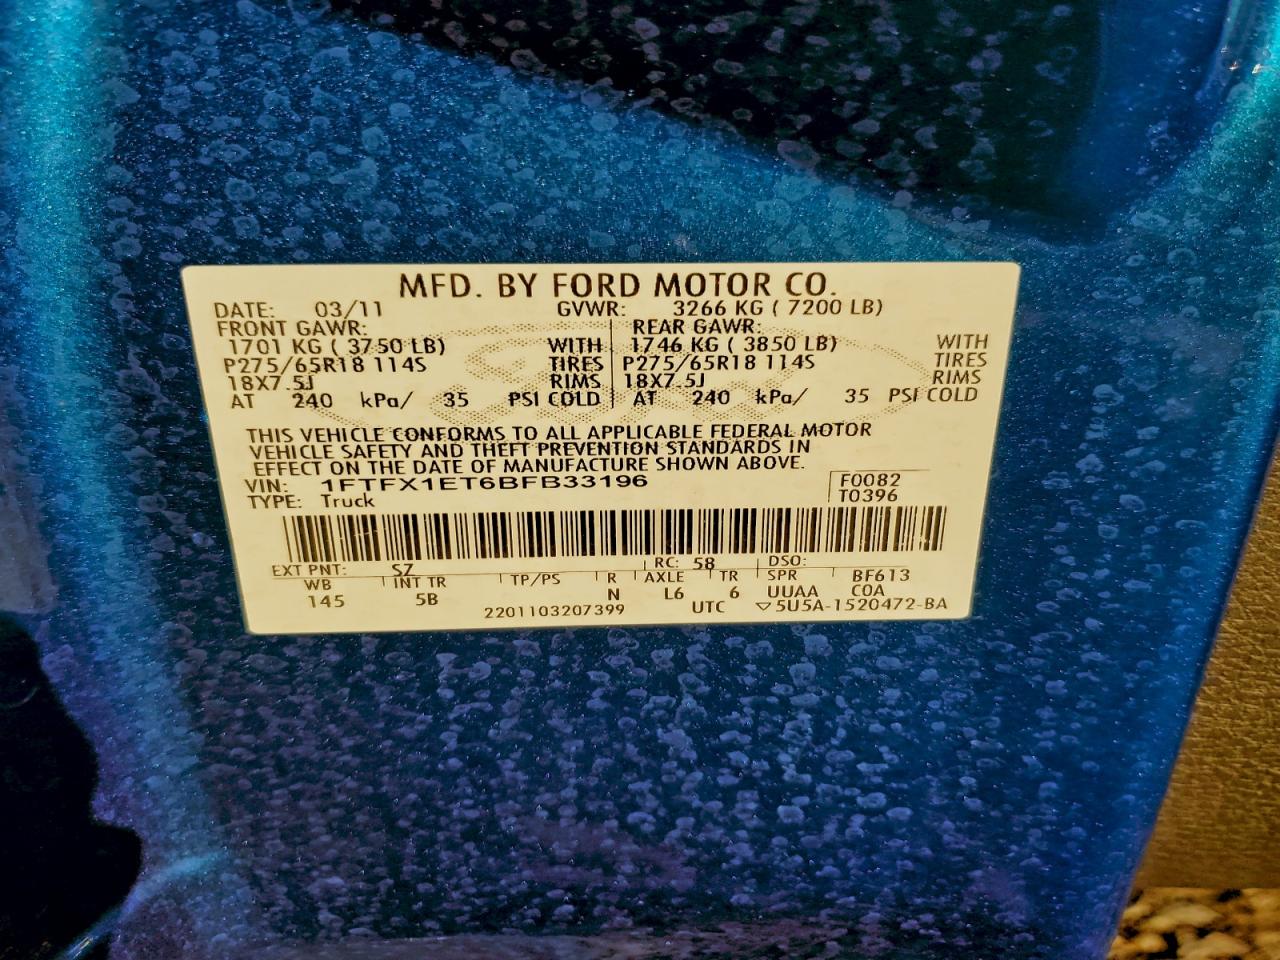 MFD. BY FORD MOTOR CO.
DATE: 03/11 GVWR: 3266 KG ( 7200 LB)
FRONT GAWR: REAR GAWR:
1701 KG ( 3750 LB) WITH 1746 KG ( 3850 LB) WITH
P275/65R18 114S TIRES P275/65R18 114S TIRES
18X7.5J RIMS 18X7.5J RIMS
AT 240 kPa/ 35 PSI COLD AT 240 kPa/ 35 PSI COLD
THIS VEHICLE CONFORMS TO ALL APPLICABLE FEDERAL MOTOR
VEHICLE SAFETY AND THEFT PREVENTION STANDARDS IN
EFFECT ON THE DATE OF MANUFACTURE SHOWN ABOVE.
VIN: 1FTFX1ET6BFB33196 F0082
TYPE: Truck T0396
EXT PNT: SZ RC: 58 DSO:
WB INT TR TP/PS R AXLE TR SPR BF613
145 5B N L6 6 UUAA C0A
2201103207399 UTC ▽5U5A-1520472-BA